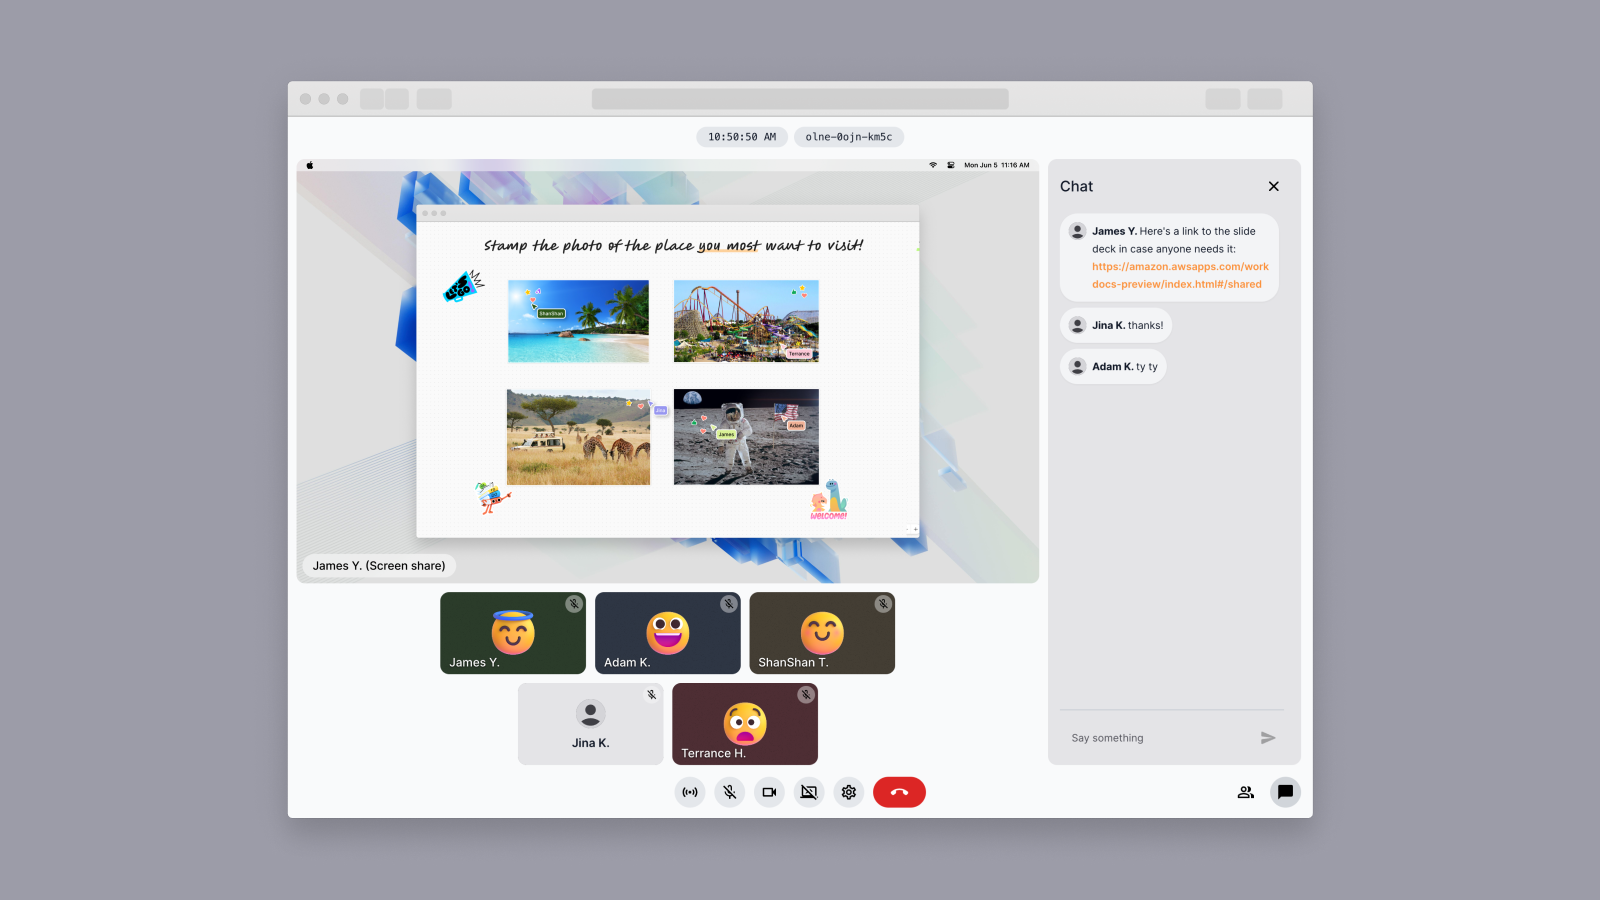 10:50:50 AM
olne-0ojn-km5c
Mon Jun 5 11:16 AM
Stamp the photo of the place you most want to visit!
ShanShan
Terrance
Jina
James
Adam
WELCOME!
James Y. (Screen share)
James Y.
Adam K.
ShanShan T.
Jina K.
Terrance H.
Chat
James Y. Here's a link to the slide
deck in case anyone needs it:
https://amazon.awsapps.com/work
docs-preview/index.html#/shared
Jina K. thanks!
Adam K. ty ty
Say something